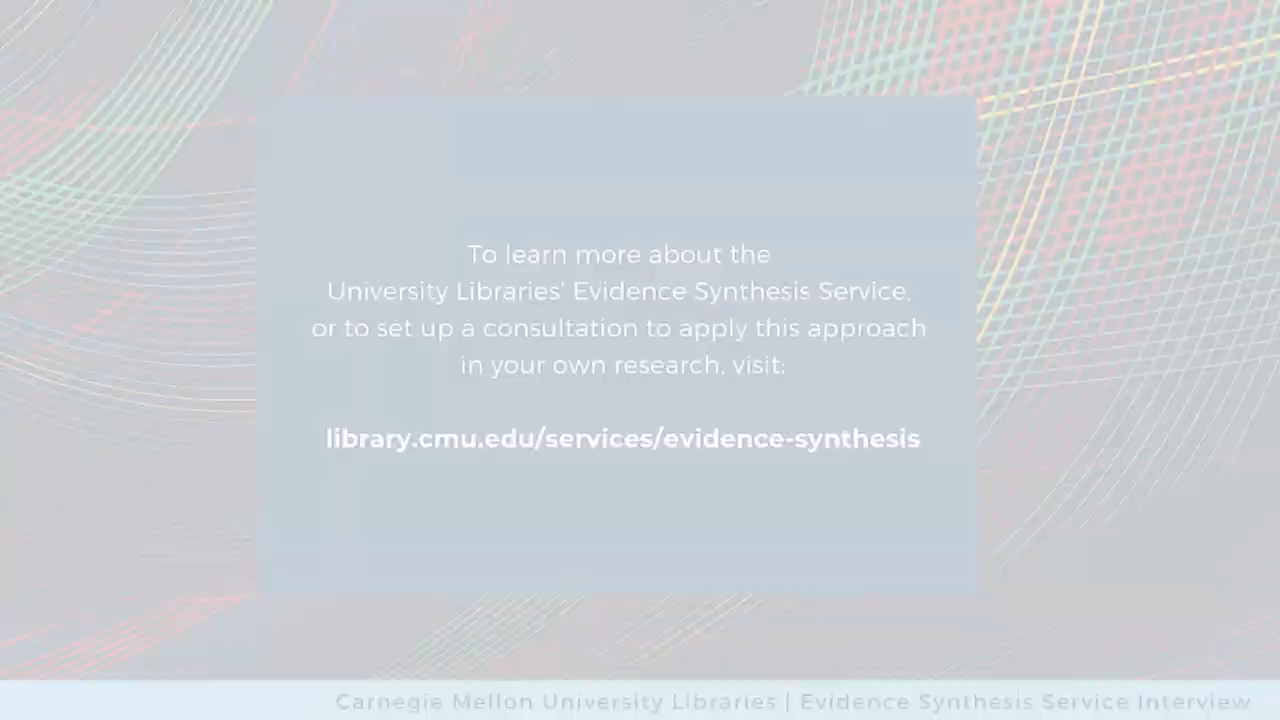 To learn more about the
University Libraries' Evidence Synthesis Service,
or to set up a consultation to apply this approach
in your own research, visit:
library.cmu.edu/services/evidence-synthesis
Carnegie Mellon University Libraries | Evidence Synthesis Service Interview